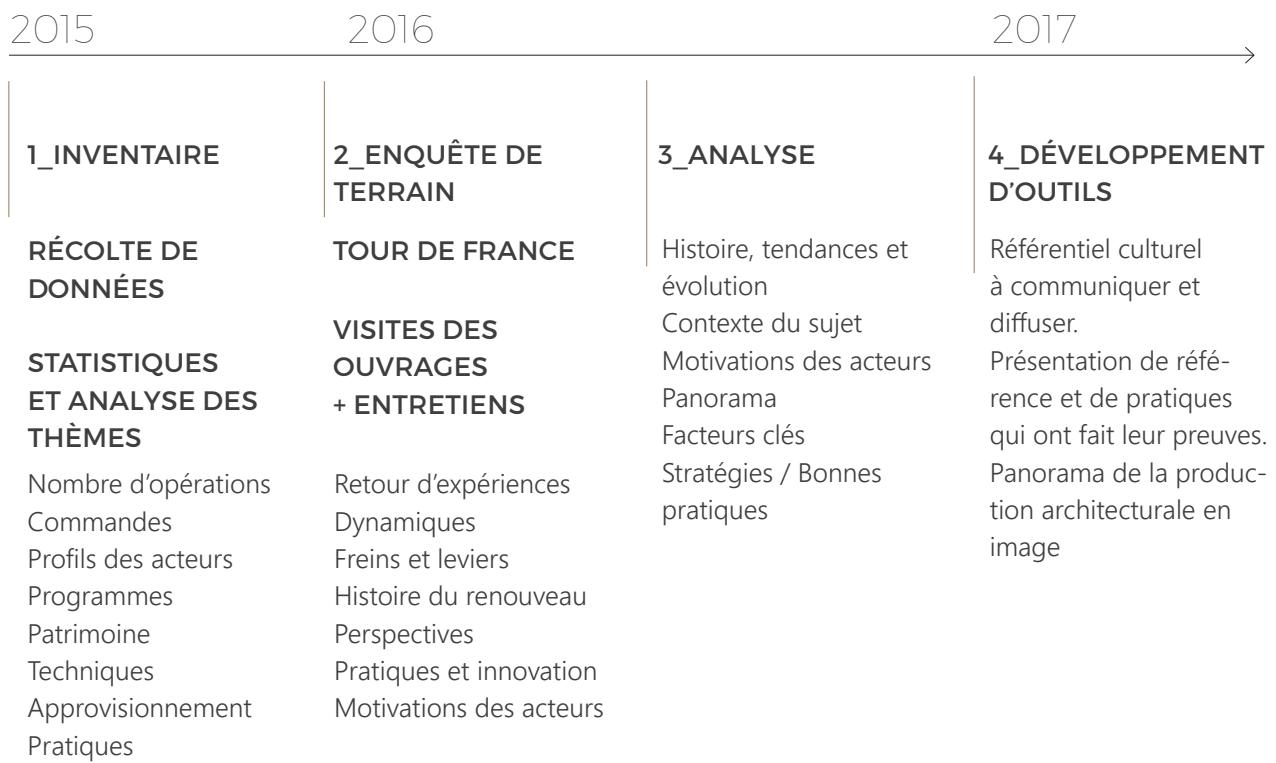 2015
2016
2017
1_INVENTAIRE
RÉCOLTE DE
DONNÉES
STATISTIQUES
ET ANALYSE DES
THÈMES
Nombre d'opérations
Commandes
Profils des acteurs
Programmes
Patrimoine
Techniques
Approvisionnement
Pratiques
2_ENQUÊTE DE
TERRAIN
TOUR DE FRANCE
VISITES DES
OUVRAGES
+ ENTRETIENS
Retour d'expériences
Dynamiques
Freins et leviers
Histoire du renouveau
Perspectives
Pratiques et innovation
Motivations des acteurs
3_ANALYSE
Histoire, tendances et
évolution
Contexte du sujet
Motivations des acteurs
Panorama
Facteurs clés
Stratégies / Bonnes
pratiques
4_DÉVELOPPEMENT
D'OUTILS
Référentiel culturel
à communiquer et
diffuser.
Présentation de réfé-
rence et de pratiques
qui ont fait leur preuves.
Panorama de la produc-
tion architecturale en
image